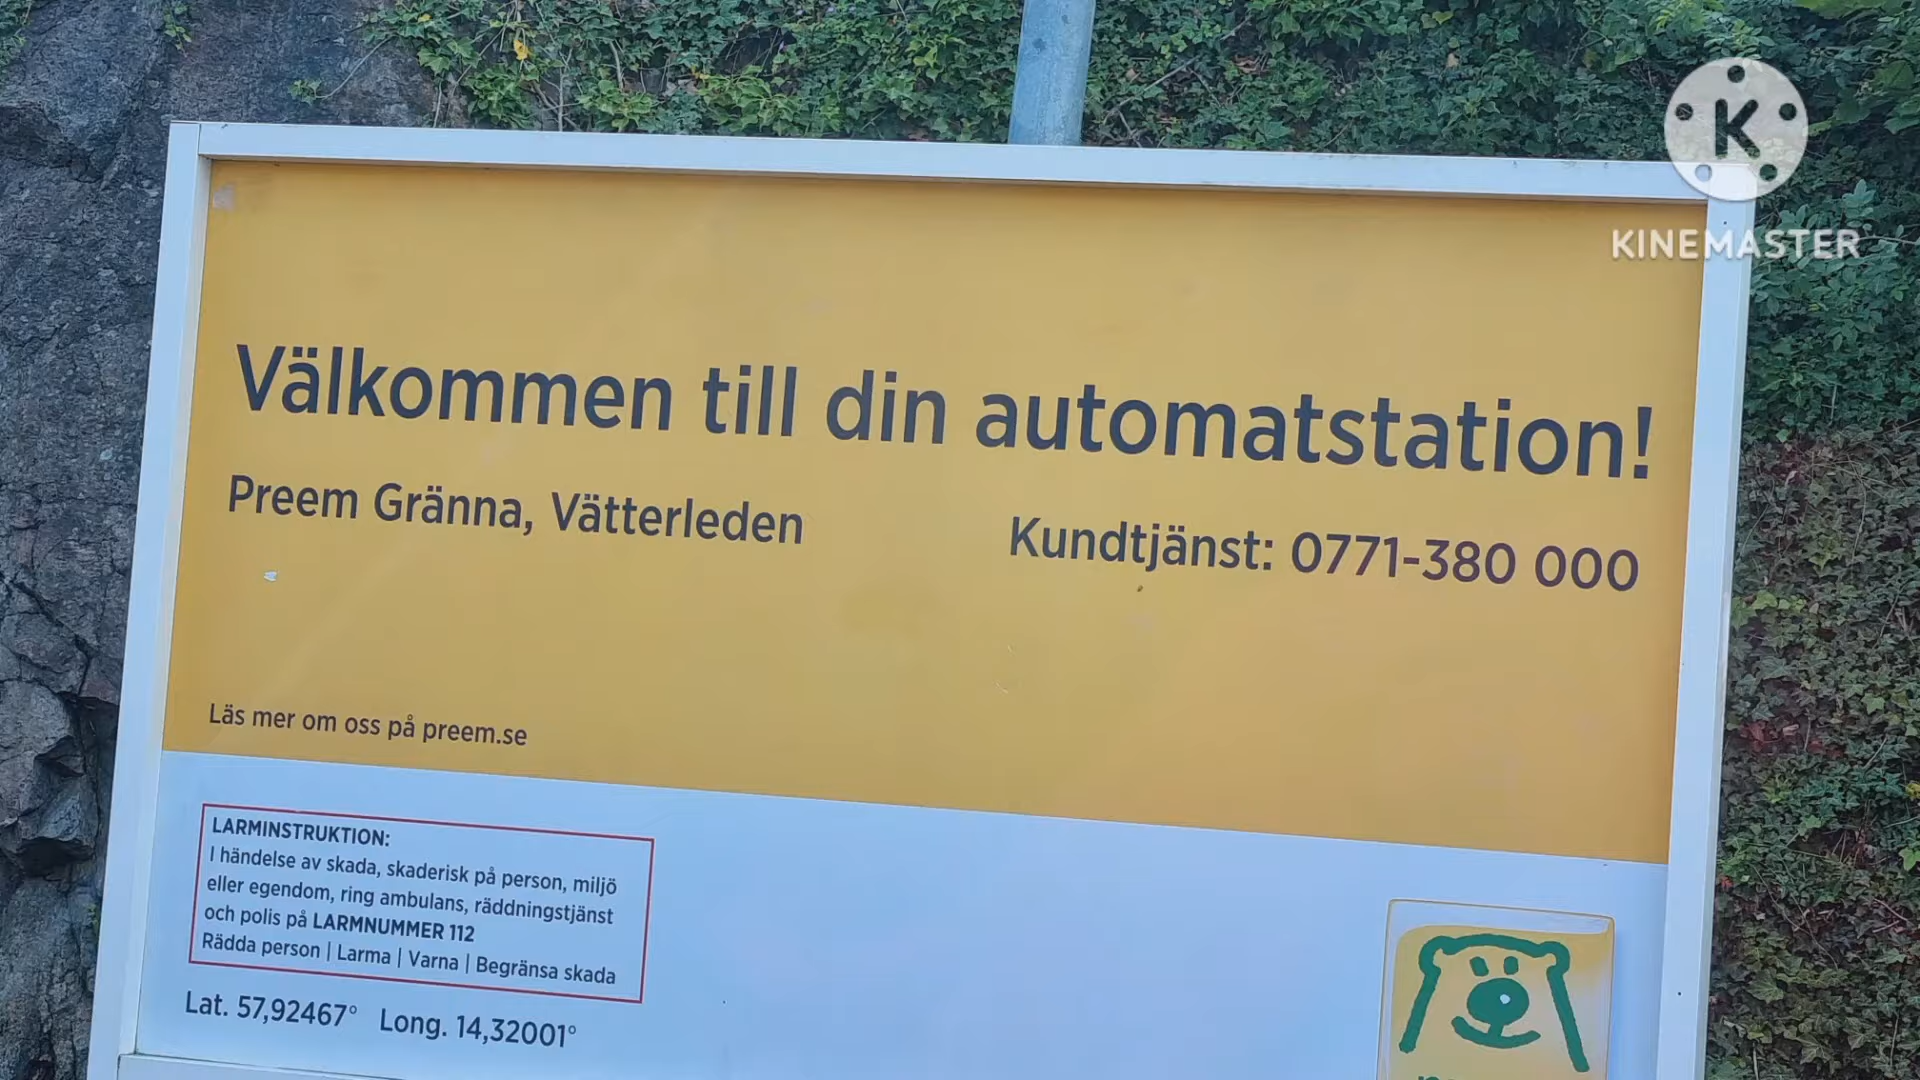 K
KINEMASTER
Välkommen till din automatstation!
Preem Gränna, Vätterleden
Kundtjänst: 0771-380 000
Läs mer om oss på preem.se
LARMINSTRUKTION:
I händelse av skada, skaderisk på person, miljö
eller egendom, ring ambulans, räddningstjänst
och polis på LARMNUMMER 112
Rädda person | Larma | Varna | Begränsa skada
Lat. 57,92467° Long. 14,32001°